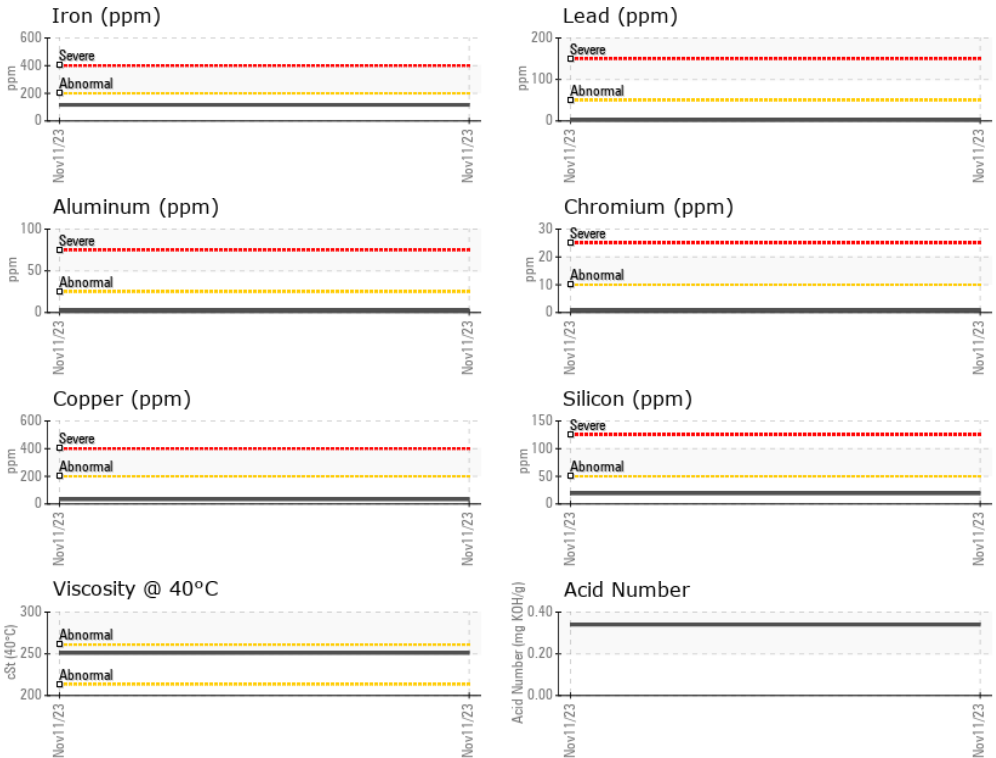 Iron (ppm)
600
400
200
0
ppm
Severe
Abnormal
Nov11/23
Nov11/23
Lead (ppm)
200
100
0
ppm
Severe
Abnormal
Nov11/23
Nov11/23
Aluminum (ppm)
100
50
0
ppm
Severe
Abnormal
Nov11/23
Nov11/23
Chromium (ppm)
30
20
10
0
ppm
Severe
Abnormal
Nov11/23
Nov11/23
Copper (ppm)
600
400
200
0
ppm
Severe
Abnormal
Nov11/23
Nov11/23
Silicon (ppm)
150
100
50
0
ppm
Severe
Abnormal
Nov11/23
Nov11/23
Viscosity @ 40°C
300
250
200
cSt (40°C)
Abnormal
Abnormal
Nov11/23
Nov11/23
Acid Number
0.40
0.20
0.00
Acid Number (mg KOH/g)
Nov11/23
Nov11/23